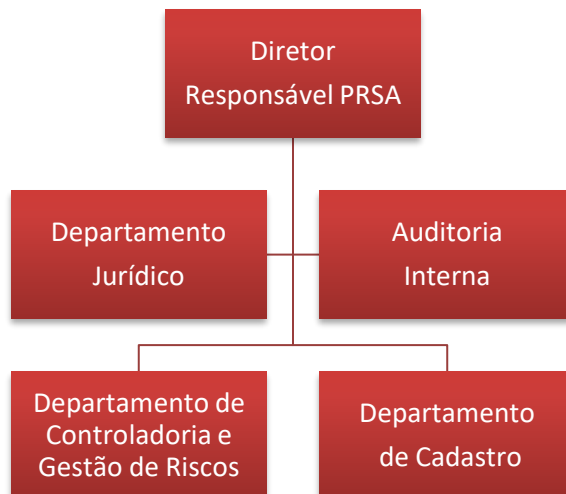 Diretor
Responsável PRSA
Departamento
Jurídico
Auditoria
Interna
Departamento de
Controladoria e
Gestão de Riscos
Departamento
de Cadastro